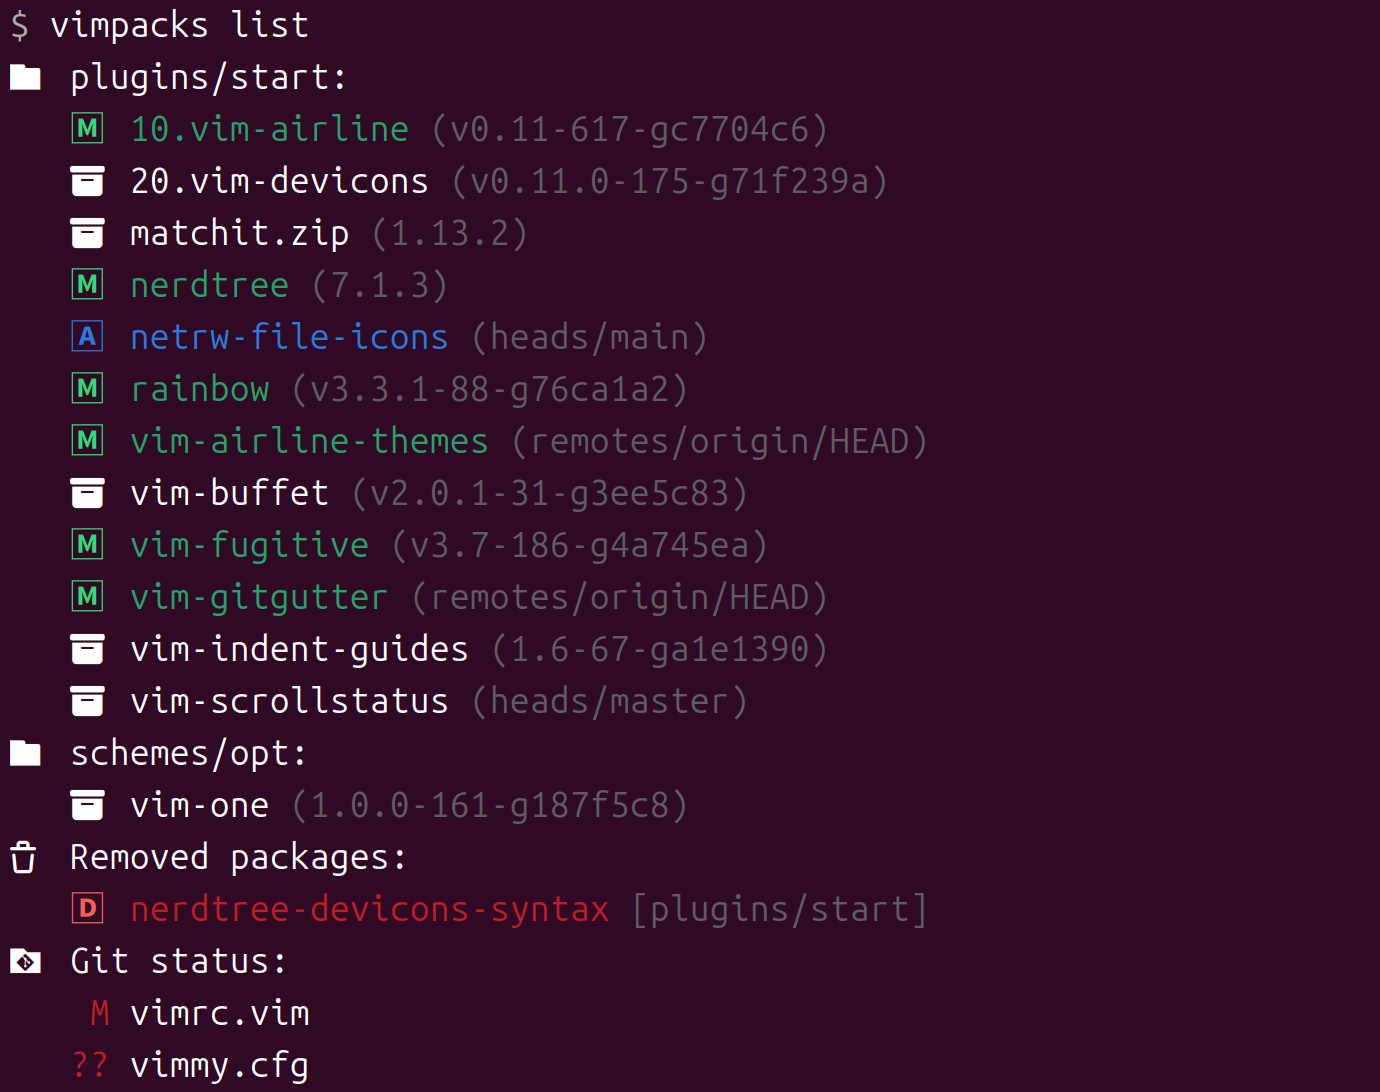 $ vimpacks list
plugins/start:
M 10.vim-airline (v0.11-617-gc7704c6)
20.vim-devicons (v0.11.0-175-g71f239a)
matchit.zip (1.13.2)
M nerdtree (7.1.3)
A netrw-file-icons (heads/main)
M rainbow (v3.3.1-88-g76ca1a2)
M vim-airline-themes (remotes/origin/HEAD)
vim-buffet (v2.0.1-31-g3ee5c83)
M vim-fugitive (v3.7-186-g4a745ea)
M vim-gitgutter (remotes/origin/HEAD)
vim-indent-guides (1.6-67-ga1e1390)
vim-scrollstatus (heads/master)
schemes/opt:
vim-one (1.0.0-161-g187f5c8)
Removed packages:
D nerdtree-devicons-syntax [plugins/start]
Git status:
M vimrc.vim
?? vimmy.cfg